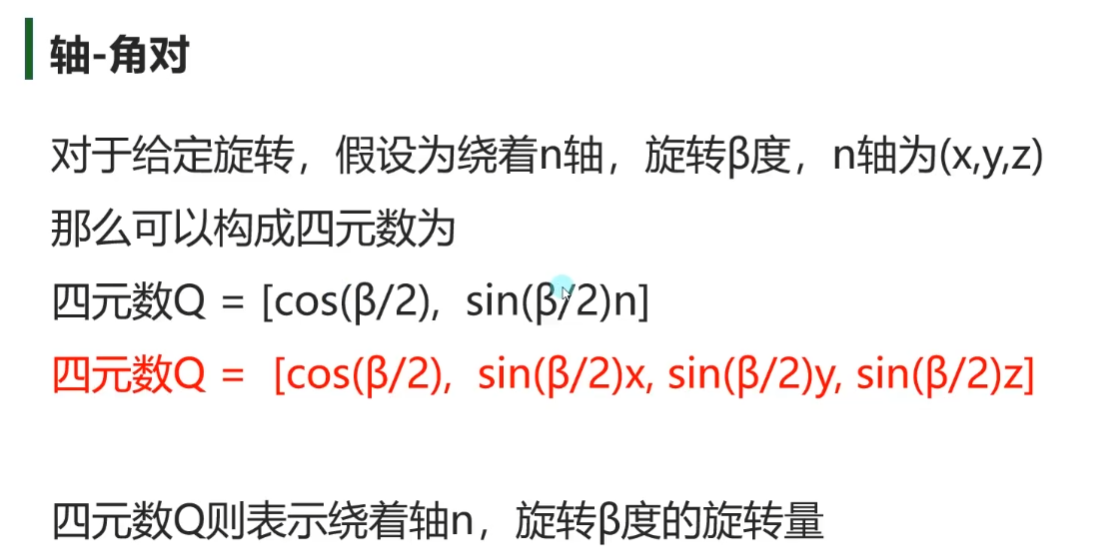 轴-角对
对于给定旋转，假设为绕着n轴，旋转β度，n轴为(x,y,z)
那么可以构成四元数为
四元数Q = [cos(β/2), sin(β/2)n]
四元数Q = [cos(β/2), sin(β/2)x, sin(β/2)y, sin(β/2)z]
四元数Q则表示绕着轴n，旋转β度的旋转量